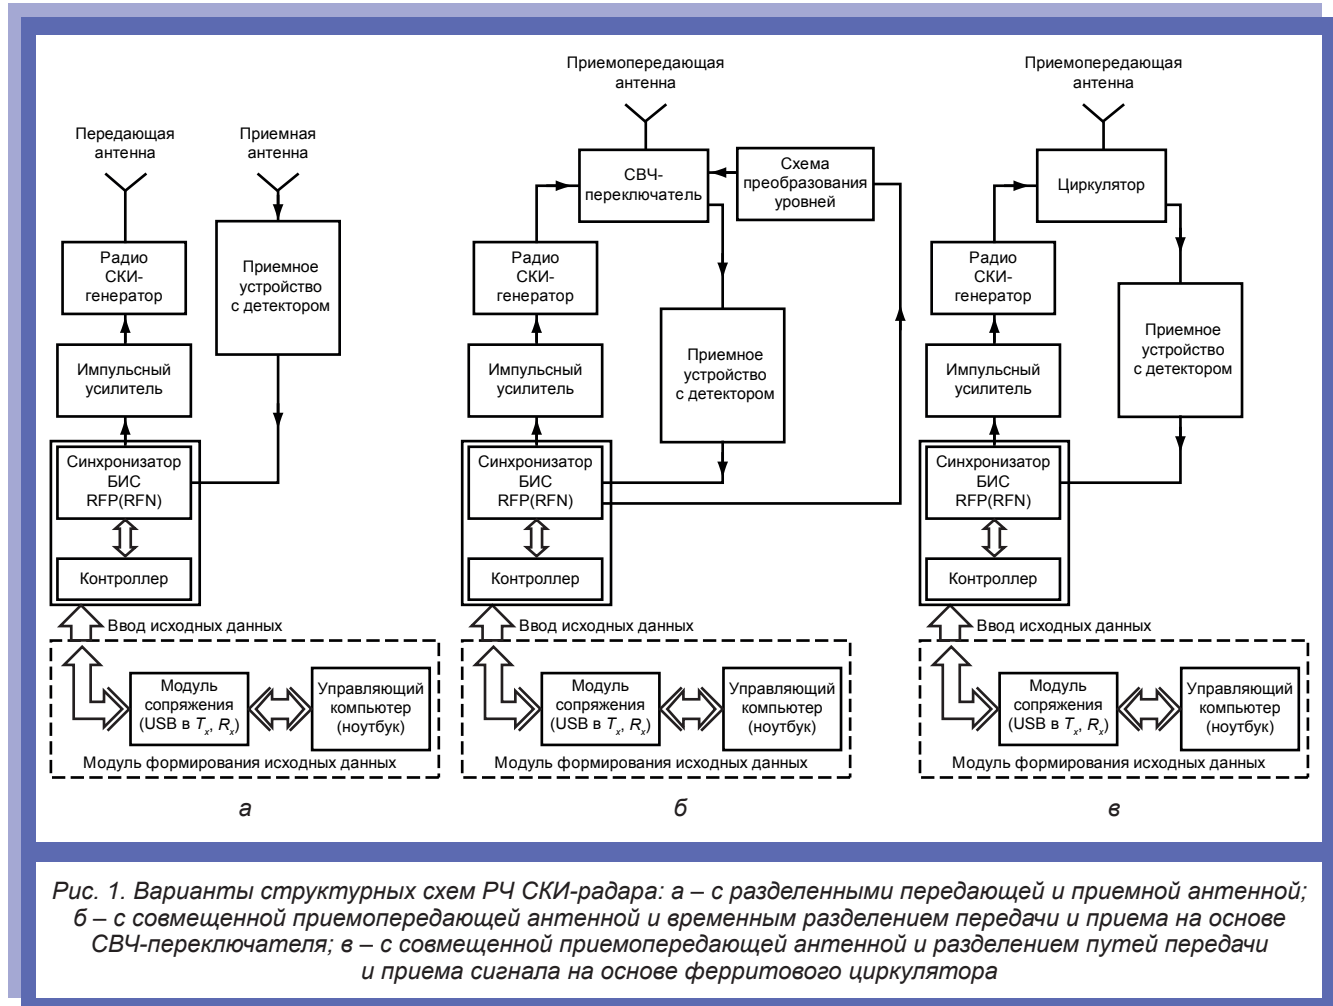 Передающая
антенна
Приемная
антенна
Радио
СКИ-
генератор
Приемное
устройство
с детектором
Импульсный
усилитель
Синхронизатор
БИС
RFP(RFN)
Контроллер
Ввод исходных данных
Модуль
сопряжения
(USB в Tx, Rx)
Управляющий
компьютер
(ноутбук)
Модуль формирования исходных данных
а
Приемопередающая
антенна
СВЧ-
переключатель
Схема
преобразования
уровней
Радио
СКИ-
генератор
Приемное
устройство
с детектором
Импульсный
усилитель
Синхронизатор
БИС
RFP(RFN)
Контроллер
Ввод исходных данных
Модуль
сопряжения
(USB в Tx, Rx)
Управляющий
компьютер
(ноутбук)
Модуль формирования исходных данных
б
Приемопередающая
антенна
Циркулятор
Радио
СКИ-
генератор
Приемное
устройство
с детектором
Импульсный
усилитель
Синхронизатор
БИС
RFP(RFN)
Контроллер
Ввод исходных данных
Модуль
сопряжения
(USB в Tx, Rx)
Управляющий
компьютер
(ноутбук)
Модуль формирования исходных данных
в
Рис. 1. Варианты структурных схем РЧ СКИ-радара: а – с разделенными передающей и приемной антенной;
б – с совмещенной приемопередающей антенной и временным разделением передачи и приема на основе
СВЧ-переключателя; в – с совмещенной приемопередающей антенной и разделением путей передачи
и приема сигнала на основе ферритового циркулятора